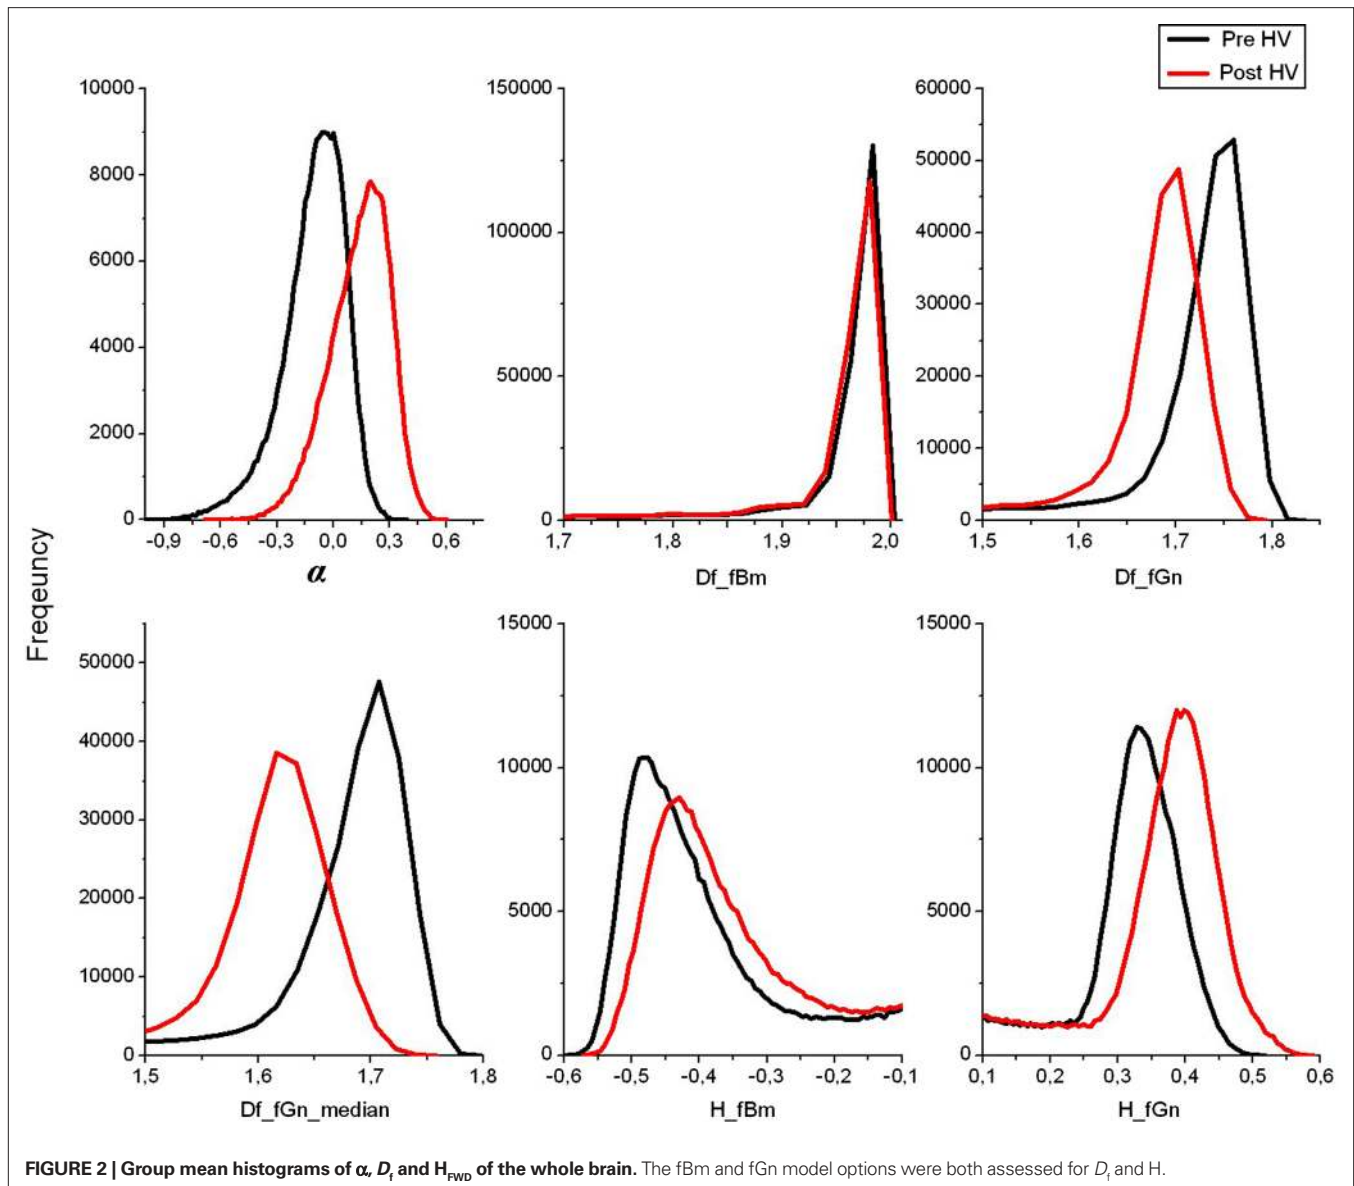 Pre HV
Post HV
10000
8000
6000
4000
2000
0
-0,9 -0,6 -0,3 0,0 0,3 0,6
α
150000
100000
50000
0
1,7 1,8 1,9 2,0
Df_fBm
60000
50000
40000
30000
20000
10000
0
1,5 1,6 1,7 1,8
Df_fGn
Freqeuncy
50000
40000
30000
20000
10000
0
1,5 1,6 1,7 1,8
Df_fGn_median
15000
10000
5000
0
-0,6 -0,5 -0,4 -0,3 -0,2 -0,1
H_fBm
15000
10000
5000
0
0,1 0,2 0,3 0,4 0,5 0,6
H_fGn
FIGURE 2 | Group mean histograms of α, Df and HFWD of the whole brain. The fBm and fGn model options were both assessed for Df and H.